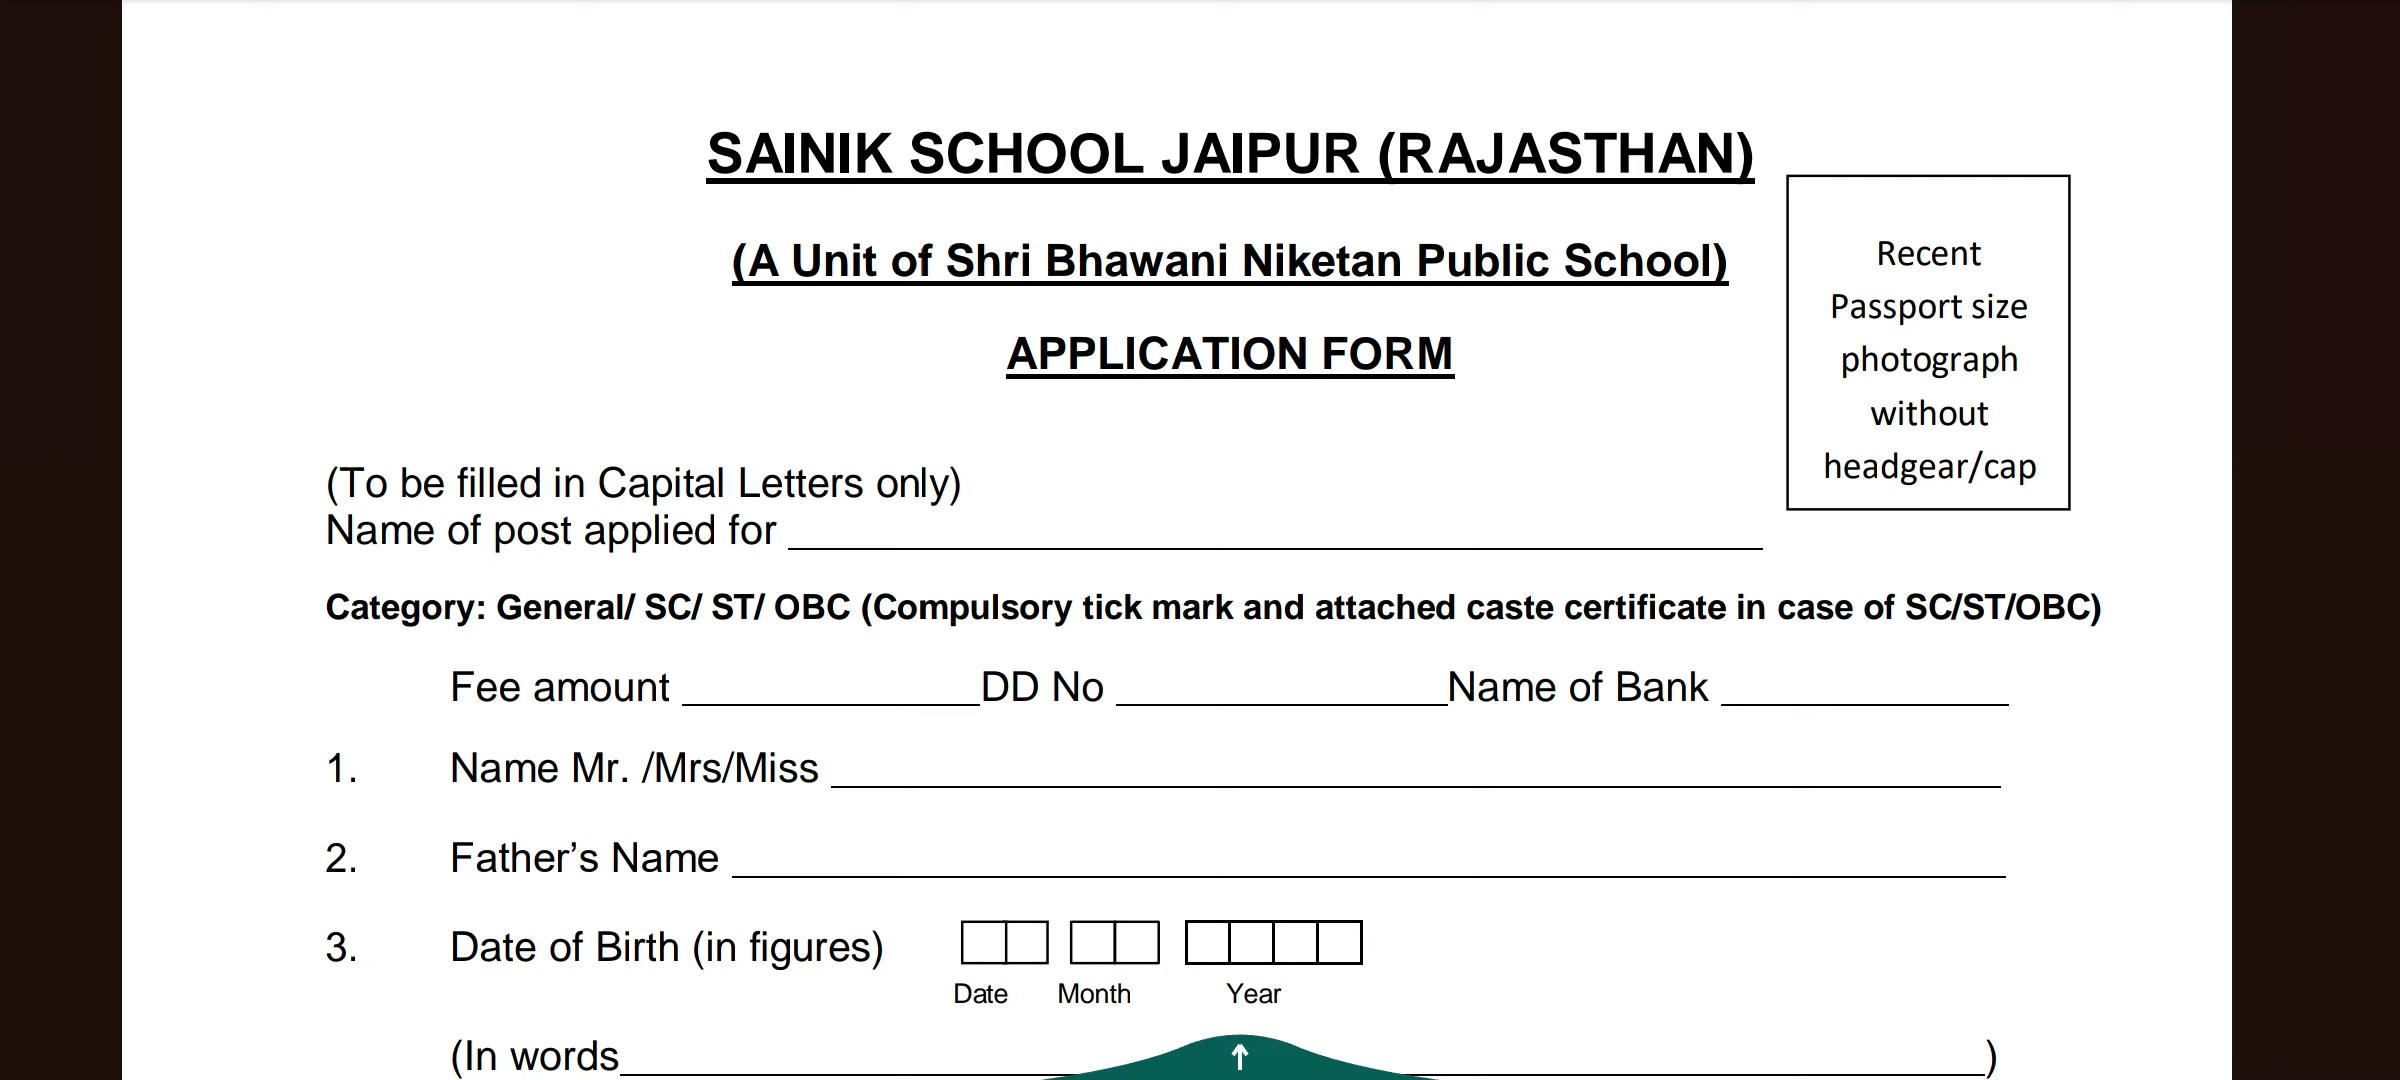 SAINIK SCHOOL JAIPUR (RAJASTHAN)
(A Unit of Shri Bhawani Niketan Public School)
APPLICATION FORM
Recent
Passport size
photograph
without
headgear/cap
(To be filled in Capital Letters only)
Name of post applied for
Category: General/ SC/ ST/ OBC (Compulsory tick mark and attached caste certificate in case of SC/ST/OBC)
Fee amount DD No Name of Bank
1. Name Mr. /Mrs/Miss
2. Father’s Name
3. Date of Birth (in figures)
Date Month Year
(In words )